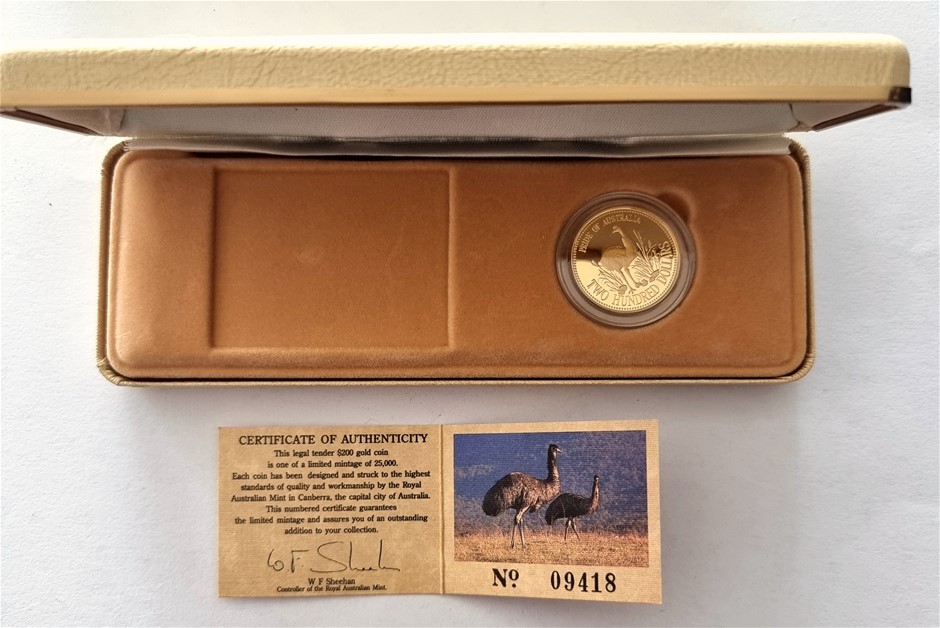 PRIDE OF AUSTRALIA
TWO HUNDRED DOLLARS
CERTIFICATE OF AUTHENTICITY
This legal tender $200 gold coin
is one of a limited mintage of 25,000.
Each coin has been designed and struck to the highest
standards of quality and workmanship by the Royal
Australian Mint in Canberra, the capital city of Australia.
This numbered certificate guarantees
the limited mintage and assures you of an outstanding
addition to your collection.
W F Sheehan
W F Sheehan
Controller of the Royal Australian Mint.
Nº 09418